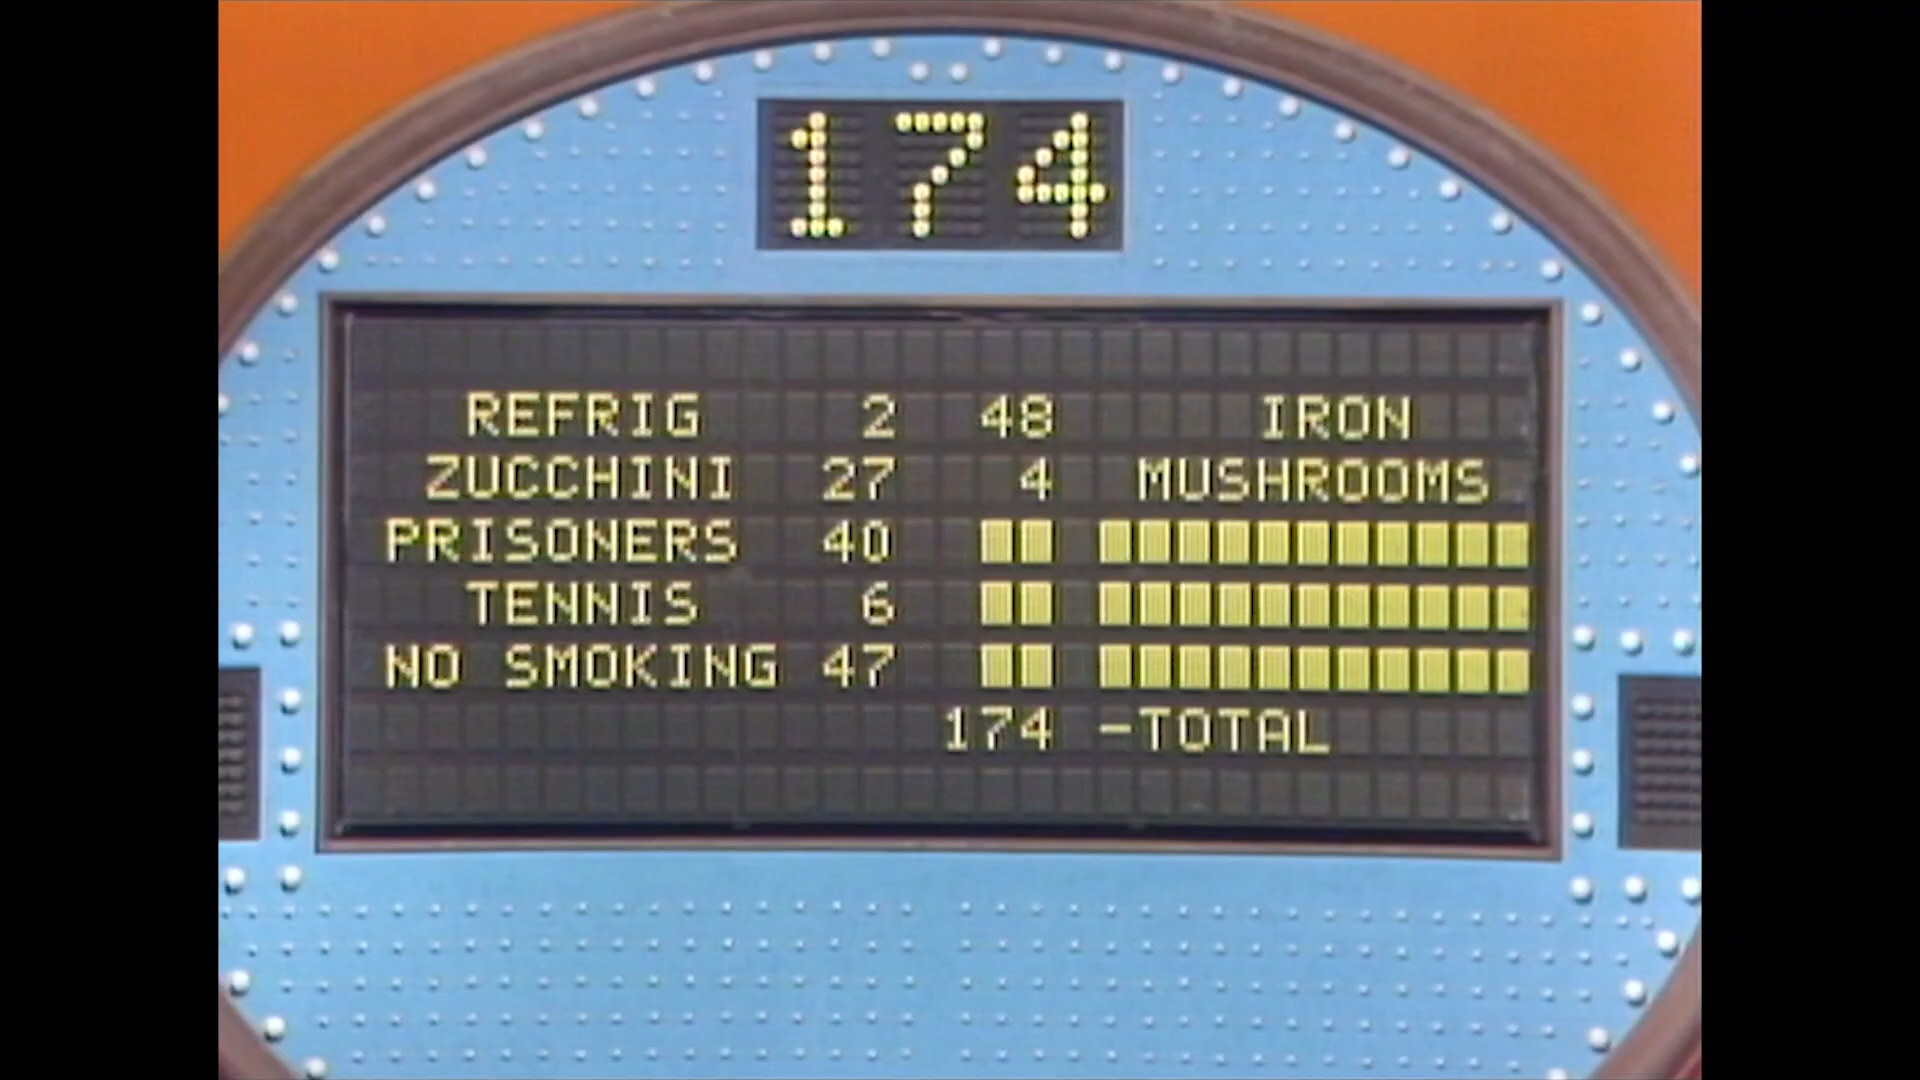 174
REFRIG 2 48 IRON
ZUCCHINI 27 4 MUSHROOMS
PRISONERS 40
TENNIS 6
NO SMOKING 47
174 -TOTAL